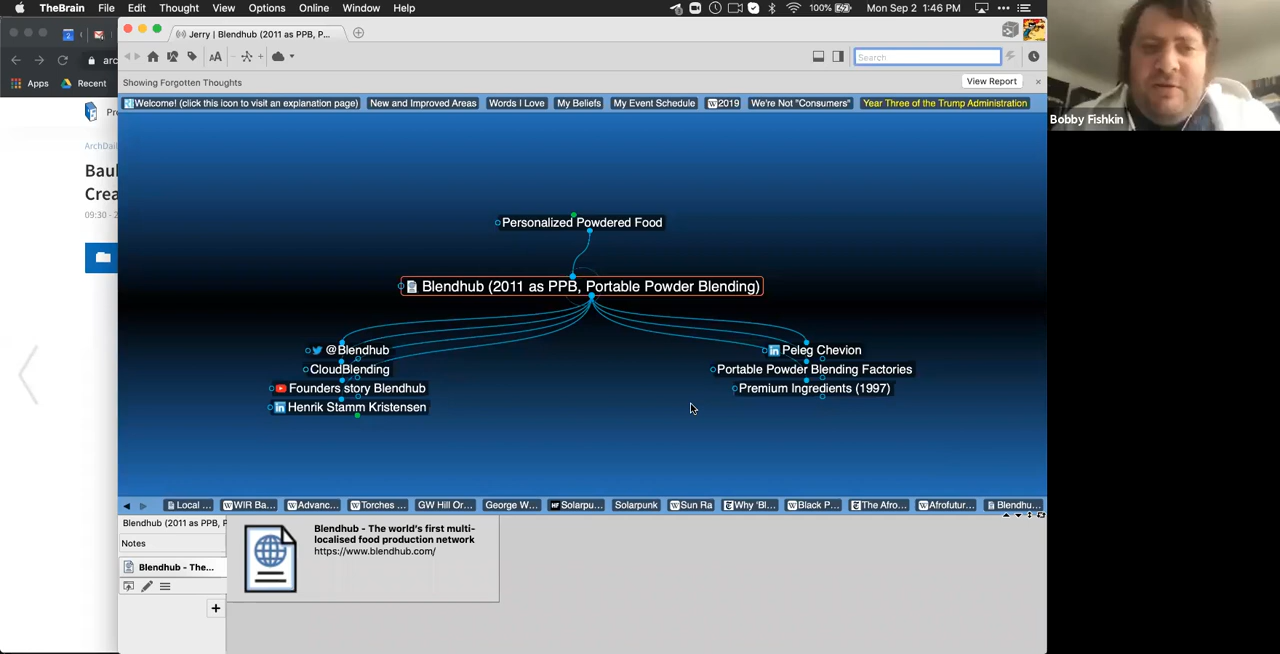 TheBrain File Edit Thought View Options Online Window Help
100% Mon Sep 2 1:46 PM
Jerry | Blendhub (2011 as PPB, P...
Search
Showing Forgotten Thoughts
View Report
Apps
Recent
Welcome! (click this icon to visit an explanation page)
New and Improved Areas
Words I Love
My Beliefs
My Event Schedule
2019
We're Not "Consumers"
Year Three of the Trump Administration
Bobby Fishkin
ArchDaily
Personalized Powdered Food
Blendhub (2011 as PPB, Portable Powder Blending)
@Blendhub
CloudBlending
Founders story Blendhub
Henrik Stamm Kristensen
Peleg Chevion
Portable Powder Blending Factories
Premium Ingredients (1997)
Local ...
WIR Ba...
Advanc...
Torches ...
GW Hill Or...
George W...
Solarpu...
Solarpunk
Sun Ra
Why 'Bl...
Black P...
The Afro...
Afrofutur...
Blendhu...
Blendhub (2011 as PPB, P
Notes
Blendhub - The...
Blendhub - The world's first multi-
localised food production network
https://www.blendhub.com/